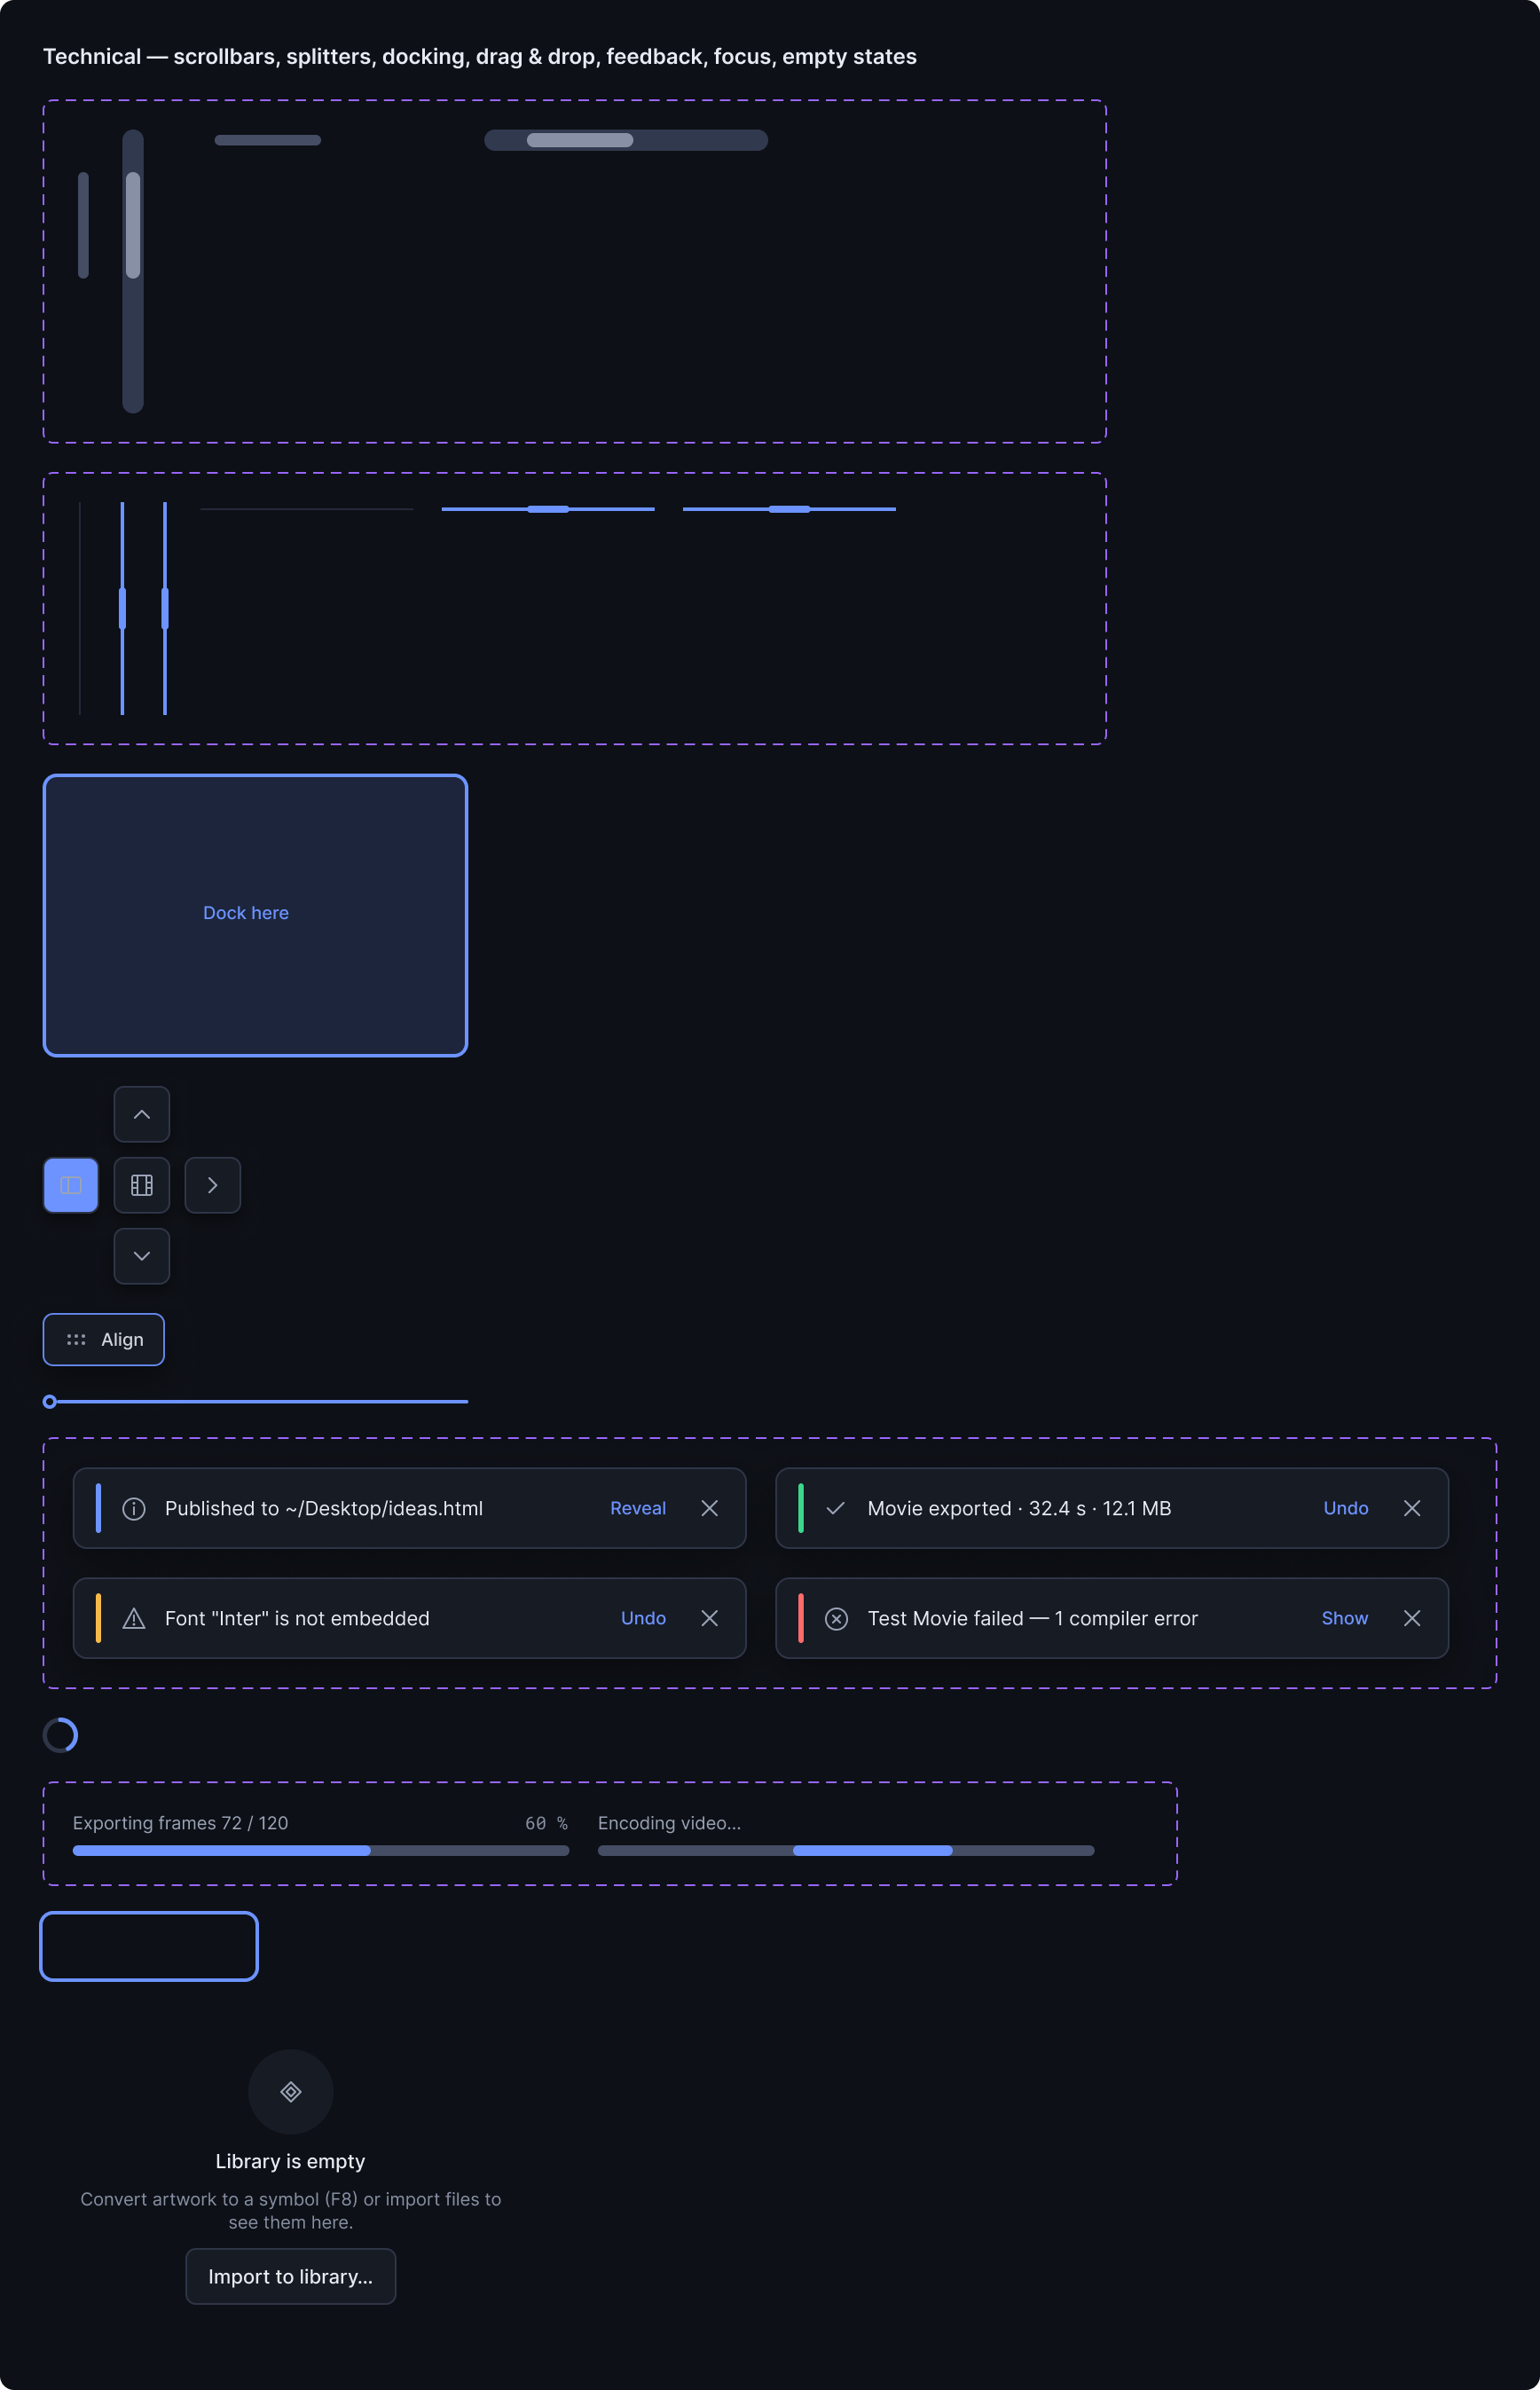 Technical — scrollbars, splitters, docking, drag & drop, feedback, focus, empty states
Dock here
Align
Published to ~/Desktop/ideas.html
Reveal
Movie exported · 32.4 s · 12.1 MB
Undo
Font "Inter" is not embedded
Undo
Test Movie failed — 1 compiler error
Show
Exporting frames 72 / 120
60 %
Encoding video...
Library is empty
Convert artwork to a symbol (F8) or import files to
see them here.
Import to library...